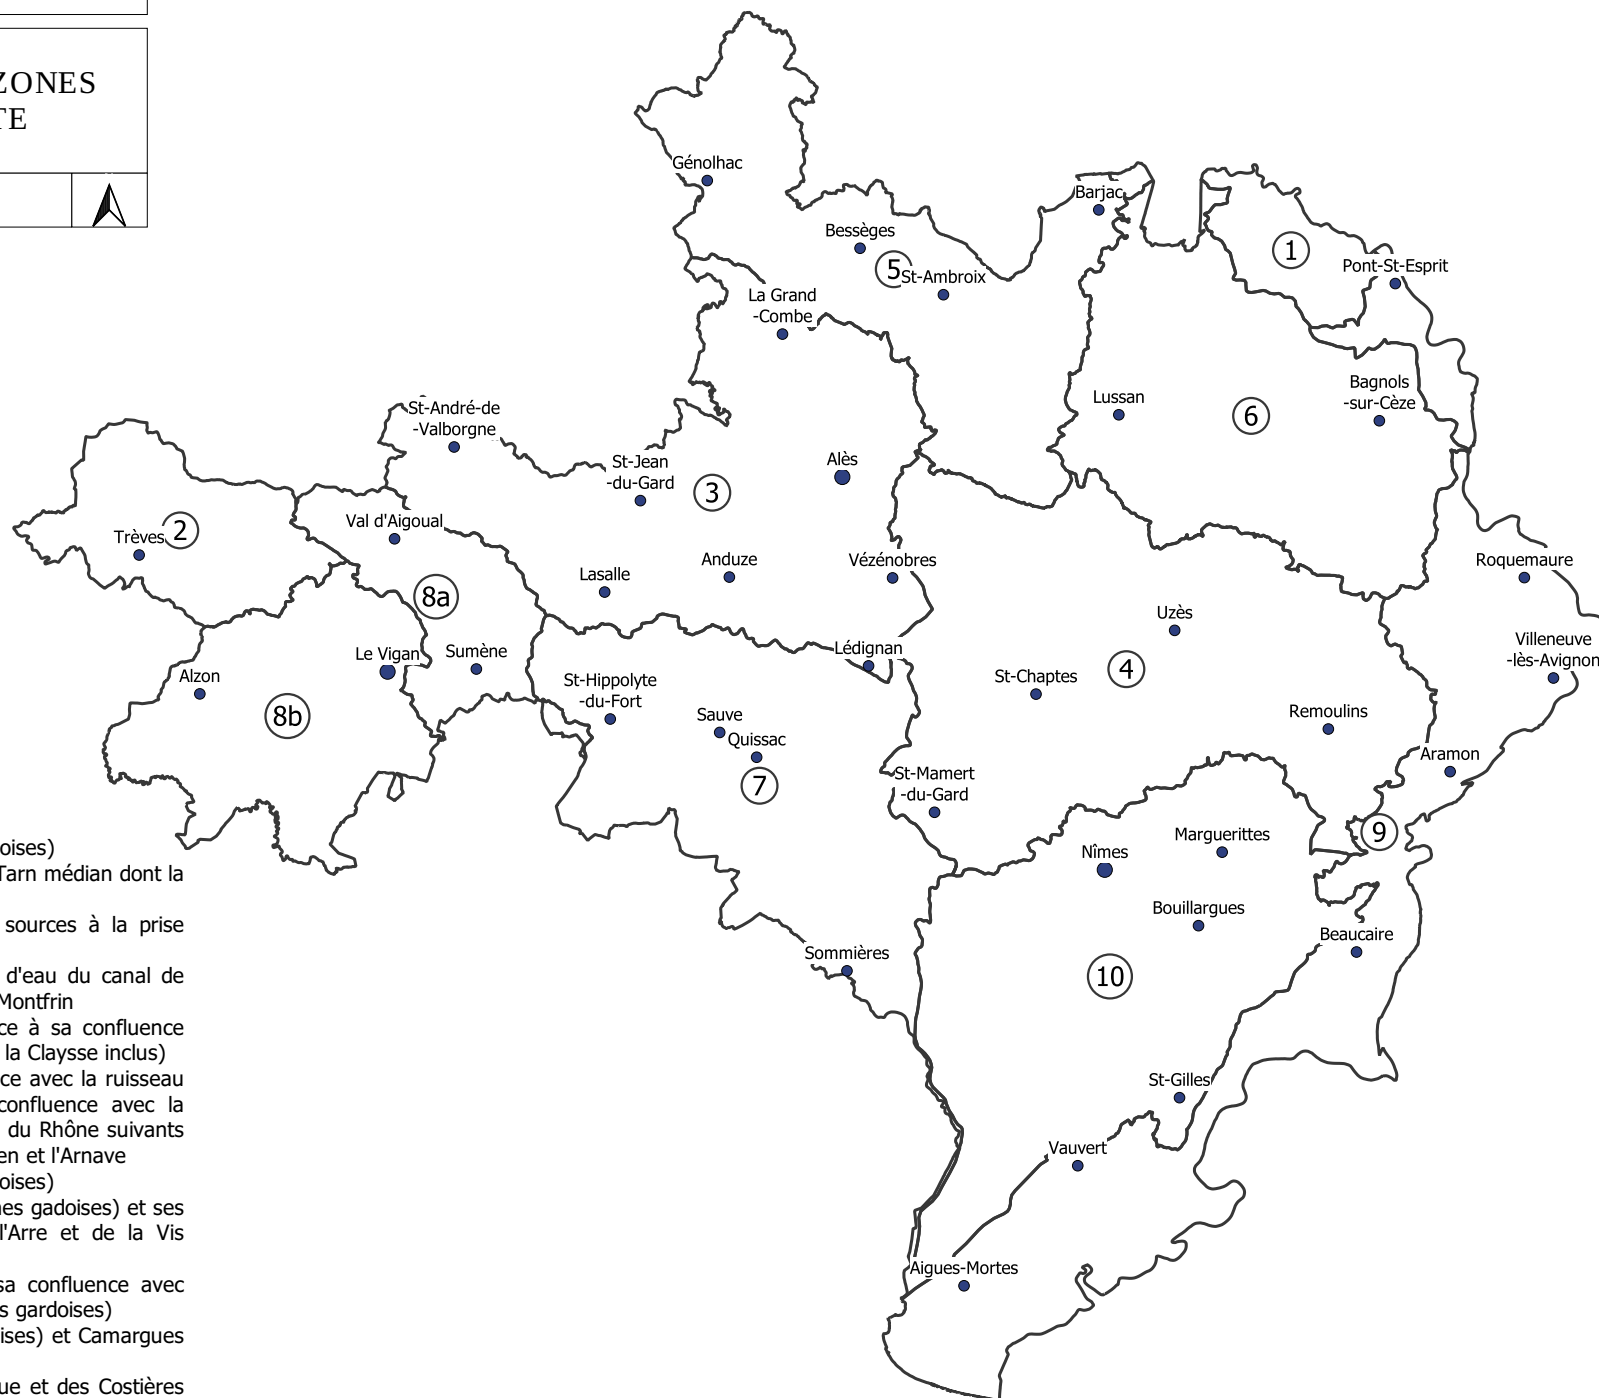 ZONES
TE
Génolhac
Barjac
Bessèges
5
St-Ambroix
1
Pont-St-Esprit
La Grand
-Combe
Lussan
6
Bagnols
-sur-Cèze
St-André-de
-Valborgne
St-Jean
-du-Gard
3
Alès
Trèves
2
Val d'Aigoual
8a
Lasalle
Anduze
Vézénobres
Roquemaure
Uzès
Villeneuve
-lès-Avignon
Alzon
Le Vigan
Sumène
Lédignan
8b
St-Hippolyte
-du-Fort
Sauve
Quissac
7
St-Chaptes
4
Remoulins
Aramon
St-Mamert
-du-Gard
9
Marguerittes
Nîmes
Bouillargues
Beaucaire
Sommières
10
St-Gilles
Vauvert
Aigues-Mortes
oises)
Tarn médian dont la
sources à la prise
d'eau du canal de
Montfrin
ce à sa confluence
la Claysse inclus)
ce avec la ruisseau
confluence avec la
du Rhône suivants
en et l'Arnave
oises)
nes gadoises) et ses
l'Arre et de la Vis
sa confluence avec
s gardoises)
ises) et Camargues
ue et des Costières